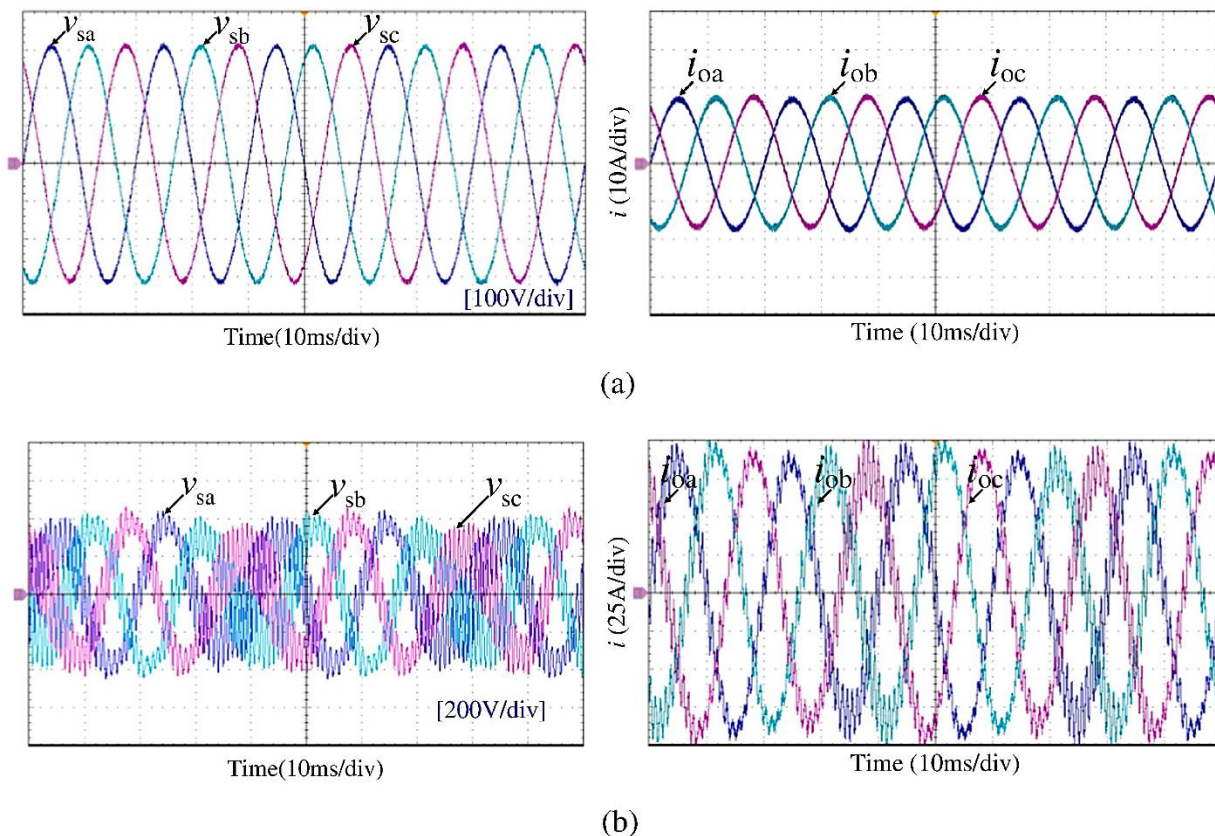 v_sa v_sb v_sc
[100V/div]
Time(10ms/div)
i_oa i_ob i_oc
i (10A/div)
Time (10ms/div)
(a)
v_sa v_sb v_sc
[200V/div]
Time(10ms/div)
i_oa i_ob i_oc
i (25A/div)
Time (10ms/div)
(b)